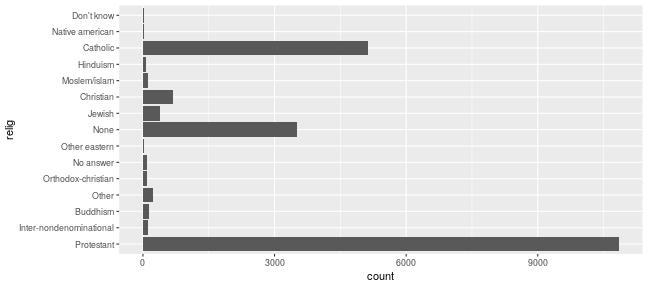 Don't know
Native american
Catholic
Hinduism
Moslem/islam
Christian
Jewish
None
Other eastern
No answer
Orthodox-christian
Other
Buddhism
Inter-nondenominational
Protestant
relig
0 3000 6000 9000
count